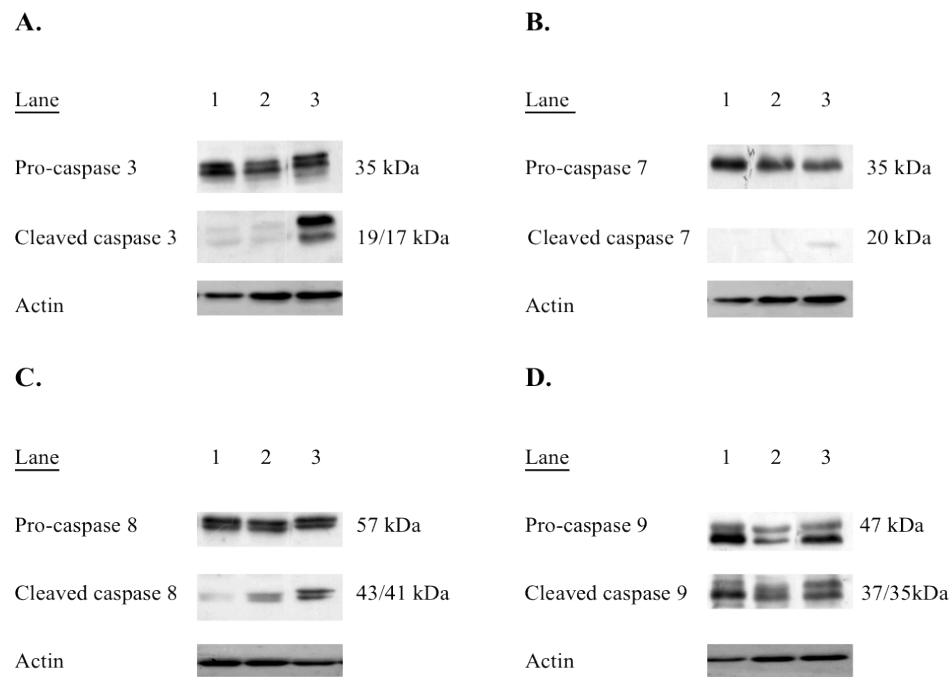 A.
Lane 1 2 3
Pro-caspase 3 35 kDa
Cleaved caspase 3 19/17 kDa
Actin
B.
Lane 1 2 3
Pro-caspase 7 35 kDa
Cleaved caspase 7 20 kDa
Actin
C.
Lane 1 2 3
Pro-caspase 8 57 kDa
Cleaved caspase 8 43/41 kDa
Actin
D.
Lane 1 2 3
Pro-caspase 9 47 kDa
Cleaved caspase 9 37/35kDa
Actin